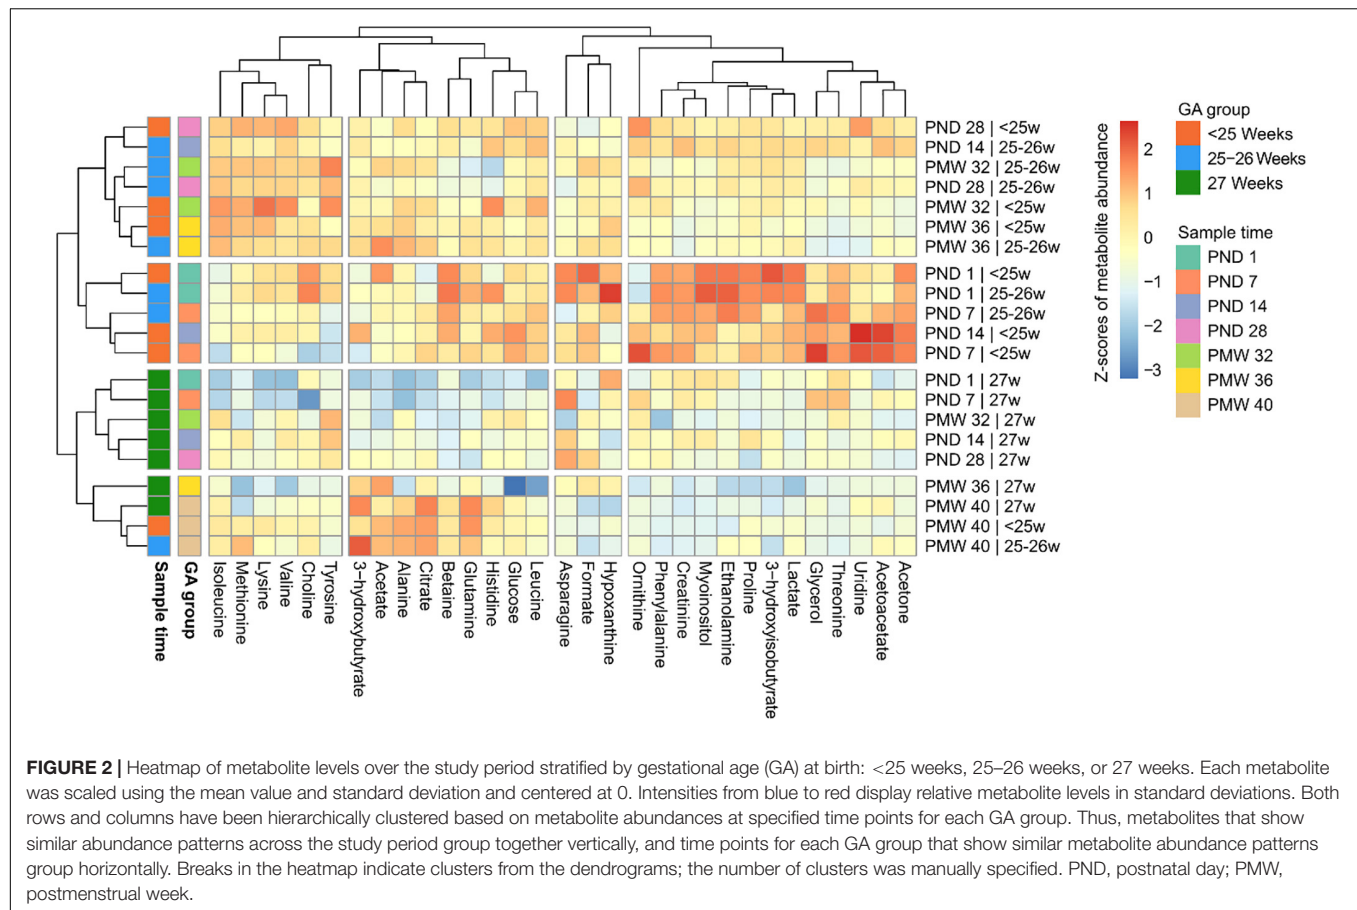 GA group
<25 Weeks
25–26 Weeks
27 Weeks
Sample time
PND 1
PND 7
PND 14
PND 28
PMW 32
PMW 36
PMW 40
Z-scores of metabolite abundance
2
1
0
−1
−2
−3
PND 28 | <25w
PND 14 | 25-26w
PMW 32 | 25-26w
PND 28 | 25-26w
PMW 32 | <25w
PMW 36 | <25w
PMW 36 | 25-26w
PND 1 | <25w
PND 1 | 25-26w
PND 7 | 25-26w
PND 14 | <25w
PND 7 | <25w
PND 1 | 27w
PND 7 | 27w
PMW 32 | 27w
PND 14 | 27w
PND 28 | 27w
PMW 36 | 27w
PMW 40 | 27w
PMW 40 | <25w
PMW 40 | 25-26w
Sample time
GA group
Isoleucine
Methionine
Lysine
Valine
Choline
Tyrosine
3-hydroxybutyrate
Acetate
Alanine
Citrate
Betaine
Glutamine
Histidine
Glucose
Leucine
Asparagine
Formate
Hypoxanthine
Ornithine
Phenylalanine
Creatinine
Myoinositol
Ethanolamine
Proline
3-hydroxyisobutyrate
Lactate
Glycerol
Threonine
Uridine
Acetoacetate
Acetone
FIGURE 2 | Heatmap of metabolite levels over the study period stratified by gestational age (GA) at birth: <25 weeks, 25–26 weeks, or 27 weeks. Each metabolite
was scaled using the mean value and standard deviation and centered at 0. Intensities from blue to red display relative metabolite levels in standard deviations. Both
rows and columns have been hierarchically clustered based on metabolite abundances at specified time points for each GA group. Thus, metabolites that show
similar abundance patterns across the study period group together vertically, and time points for each GA group that show similar metabolite abundance patterns
group horizontally. Breaks in the heatmap indicate clusters from the dendrograms; the number of clusters was manually specified. PND, postnatal day; PMW,
postmenstrual week.